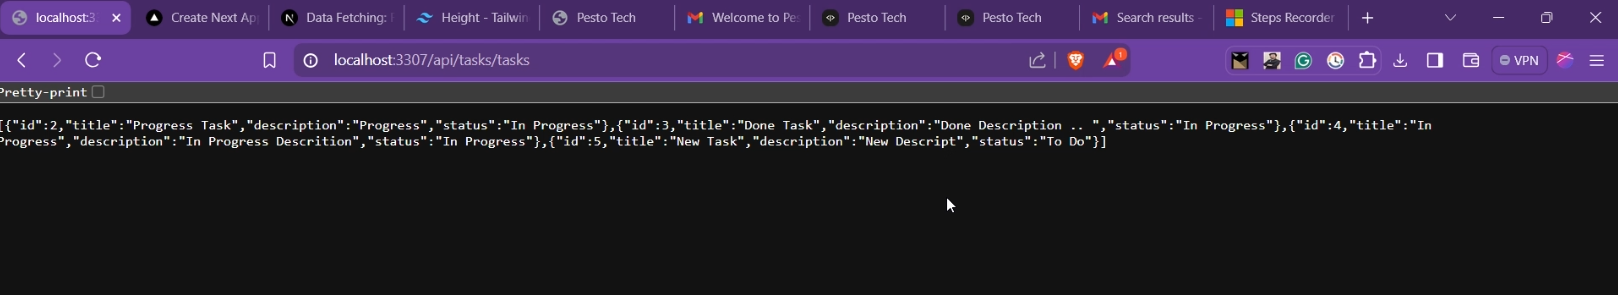 localhost:3
Create Next Ap
Data Fetching:
Height - Tailwin
Pesto Tech
Welcome to Pes
Pesto Tech
Pesto Tech
Search results -
Steps Recorder
localhost:3307/api/tasks/tasks
1
VPN
Pretty-print
[{"id":2,"title":"Progress Task","description":"Progress","status":"In Progress"},{"id":3,"title":"Done Task","description":"Done Description .. ","status":"In Progress"},{"id":4,"title":"In
Progress","description":"In Progress Descrition","status":"In Progress"},{"id":5,"title":"New Task","description":"New Descript","status":"To Do"}]